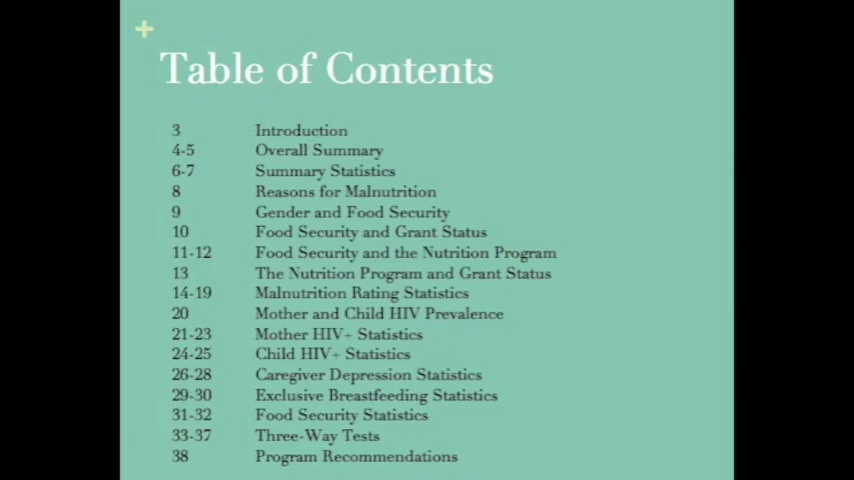 +
Table of Contents
3 Introduction
4-5 Overall Summary
6-7 Summary Statistics
8 Reasons for Malnutrition
9 Gender and Food Security
10 Food Security and Grant Status
11-12 Food Security and the Nutrition Program
13 The Nutrition Program and Grant Status
14-19 Malnutrition Rating Statistics
20 Mother and Child HIV Prevalence
21-23 Mother HIV+ Statistics
24-25 Child HIV+ Statistics
26-28 Caregiver Depression Statistics
29-30 Exclusive Breastfeeding Statistics
31-32 Food Security Statistics
33-37 Three-Way Tests
38 Program Recommendations